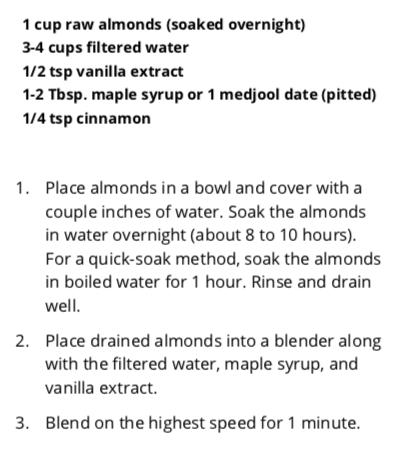 1 cup raw almonds (soaked overnight)
3-4 cups filtered water
1/2 tsp vanilla extract
1-2 Tbsp. maple syrup or 1 medjool date (pitted)
1/4 tsp cinnamon
1. Place almonds in a bowl and cover with a
couple inches of water. Soak the almonds
in water overnight (about 8 to 10 hours).
For a quick-soak method, soak the almonds
in boiled water for 1 hour. Rinse and drain
well.
2. Place drained almonds into a blender along
with the filtered water, maple syrup, and
vanilla extract.
3. Blend on the highest speed for 1 minute.